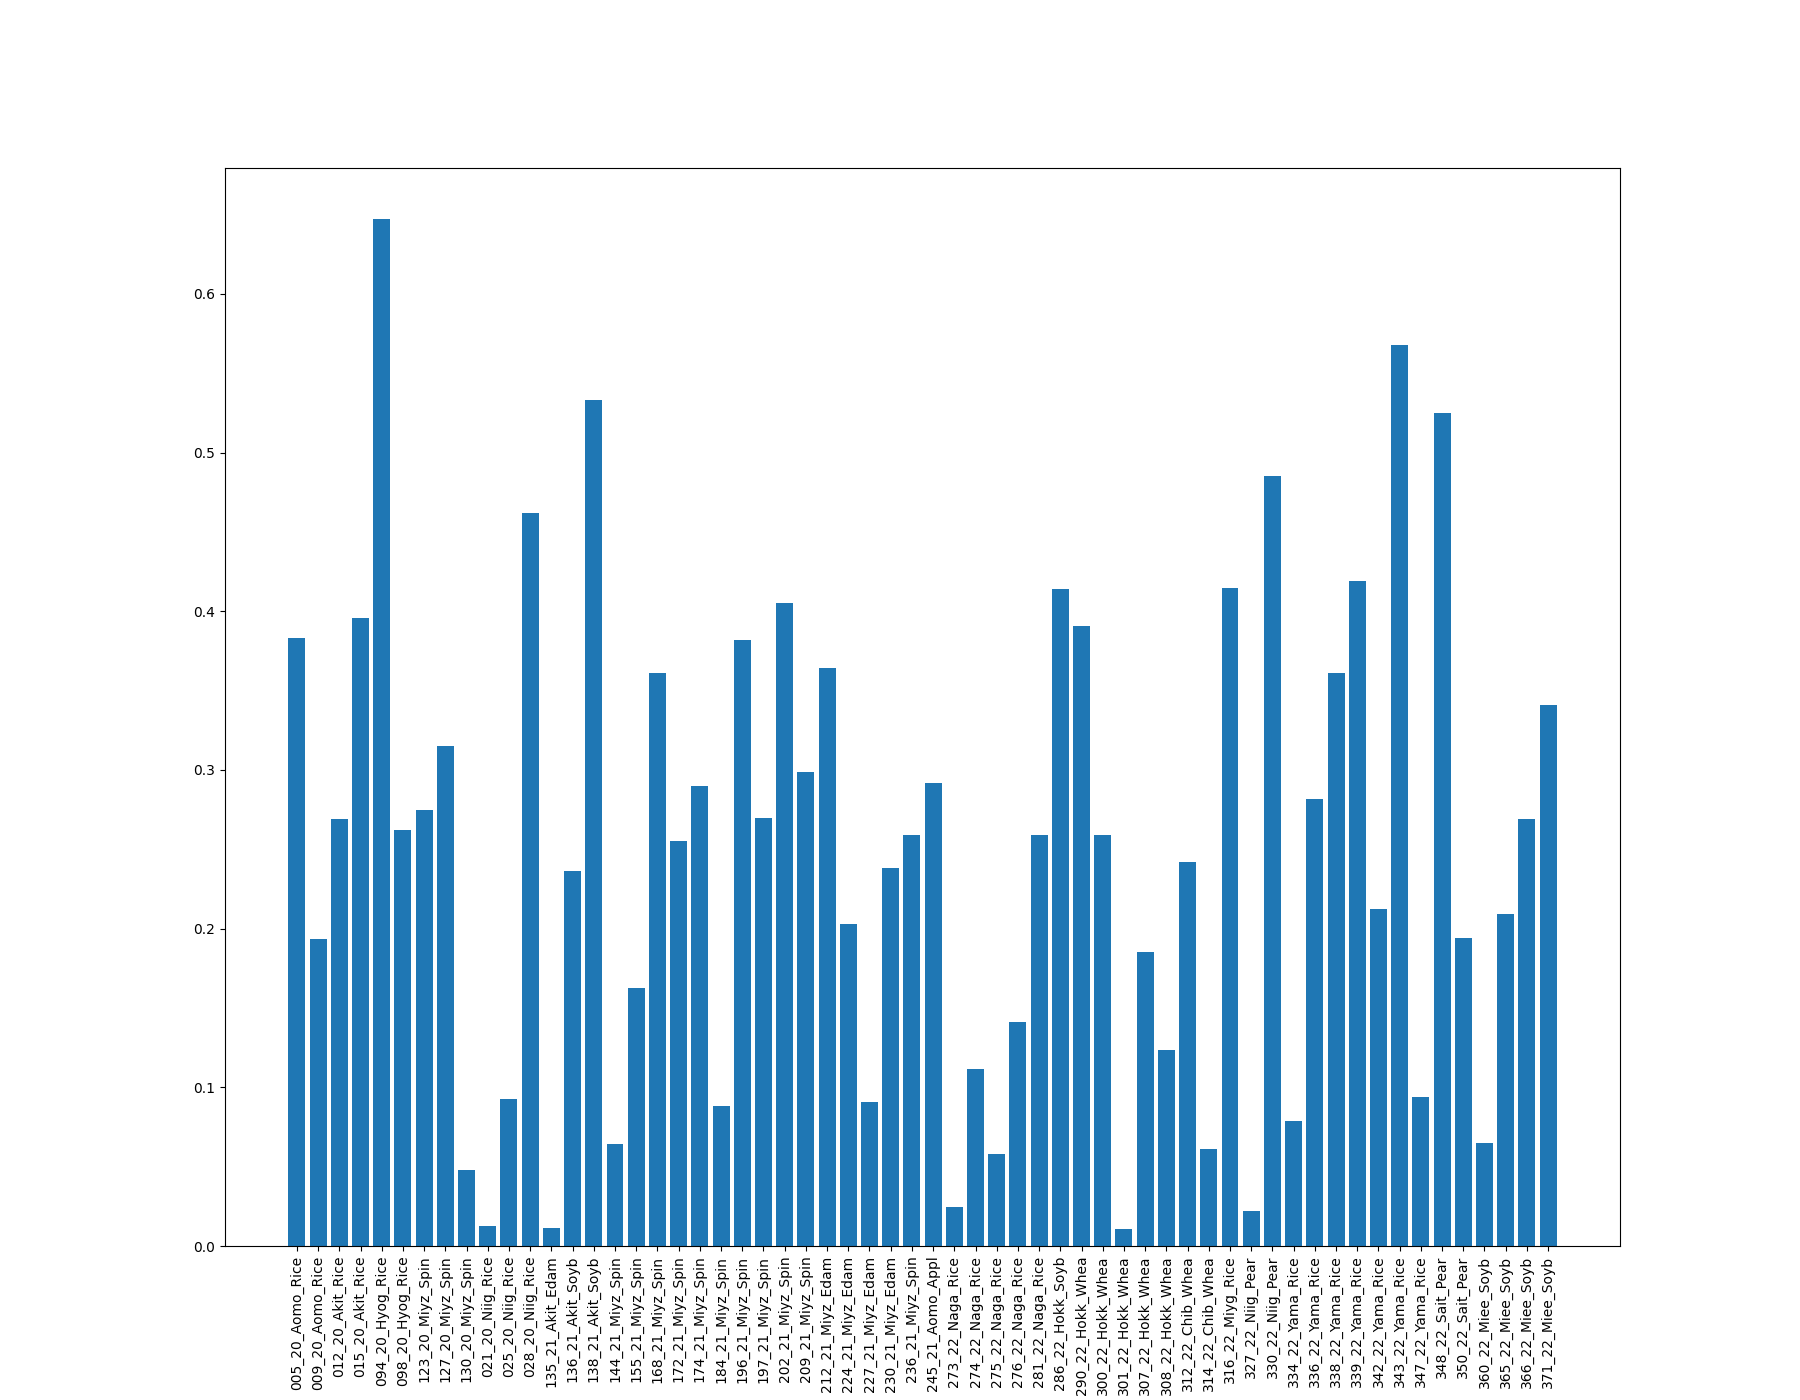 0.6
0.5
0.4
0.3
0.2
0.1
0.0
005_20_Aomo_Rice
009_20_Aomo_Rice
012_20_Akit_Rice
015_20_Akit_Rice
094_20_Hyog_Rice
098_20_Hyog_Rice
123_20_Miyz_Spin
127_20_Miyz_Spin
130_20_Miyz_Spin
021_20_Niig_Rice
025_20_Niig_Rice
028_20_Niig_Rice
135_21_Akit_Edam
136_21_Akit_Soyb
138_21_Akit_Soyb
144_21_Miyz_Spin
155_21_Miyz_Spin
168_21_Miyz_Spin
172_21_Miyz_Spin
174_21_Miyz_Spin
184_21_Miyz_Spin
196_21_Miyz_Spin
197_21_Miyz_Spin
202_21_Miyz_Spin
209_21_Miyz_Spin
212_21_Miyz_Edam
224_21_Miyz_Edam
227_21_Miyz_Edam
230_21_Miyz_Edam
236_21_Miyz_Spin
245_21_Aomo_Appl
273_22_Naga_Rice
274_22_Naga_Rice
275_22_Naga_Rice
276_22_Naga_Rice
281_22_Naga_Rice
286_22_Hokk_Soyb
290_22_Hokk_Whea
300_22_Hokk_Whea
301_22_Hokk_Whea
307_22_Hokk_Whea
308_22_Hokk_Whea
312_22_Chib_Whea
314_22_Chib_Whea
316_22_Miyg_Rice
327_22_Niig_Pear
330_22_Niig_Pear
334_22_Yama_Rice
336_22_Yama_Rice
338_22_Yama_Rice
339_22_Yama_Rice
342_22_Yama_Rice
343_22_Yama_Rice
347_22_Yama_Rice
348_22_Sait_Pear
350_22_Sait_Pear
360_22_Miee_Soyb
365_22_Miee_Soyb
366_22_Miee_Soyb
371_22_Miee_Soyb